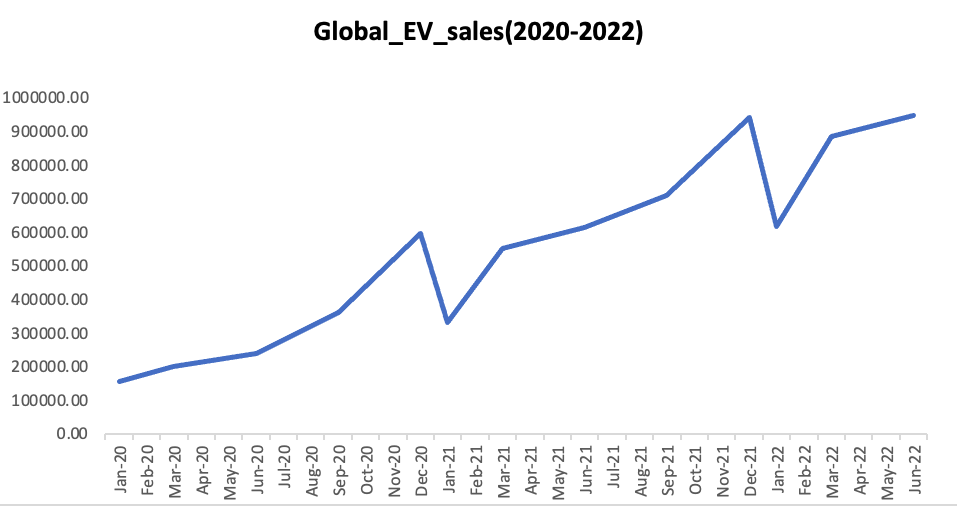 Global_EV_sales(2020-2022)
1000000.00
900000.00
800000.00
700000.00
600000.00
500000.00
400000.00
300000.00
200000.00
100000.00
0.00
Jan-20
Feb-20
Mar-20
Apr-20
May-20
Jun-20
Jul-20
Aug-20
Sep-20
Oct-20
Nov-20
Dec-20
Jan-21
Feb-21
Mar-21
Apr-21
May-21
Jun-21
Jul-21
Aug-21
Sep-21
Oct-21
Nov-21
Dec-21
Jan-22
Feb-22
Mar-22
Apr-22
May-22
Jun-22